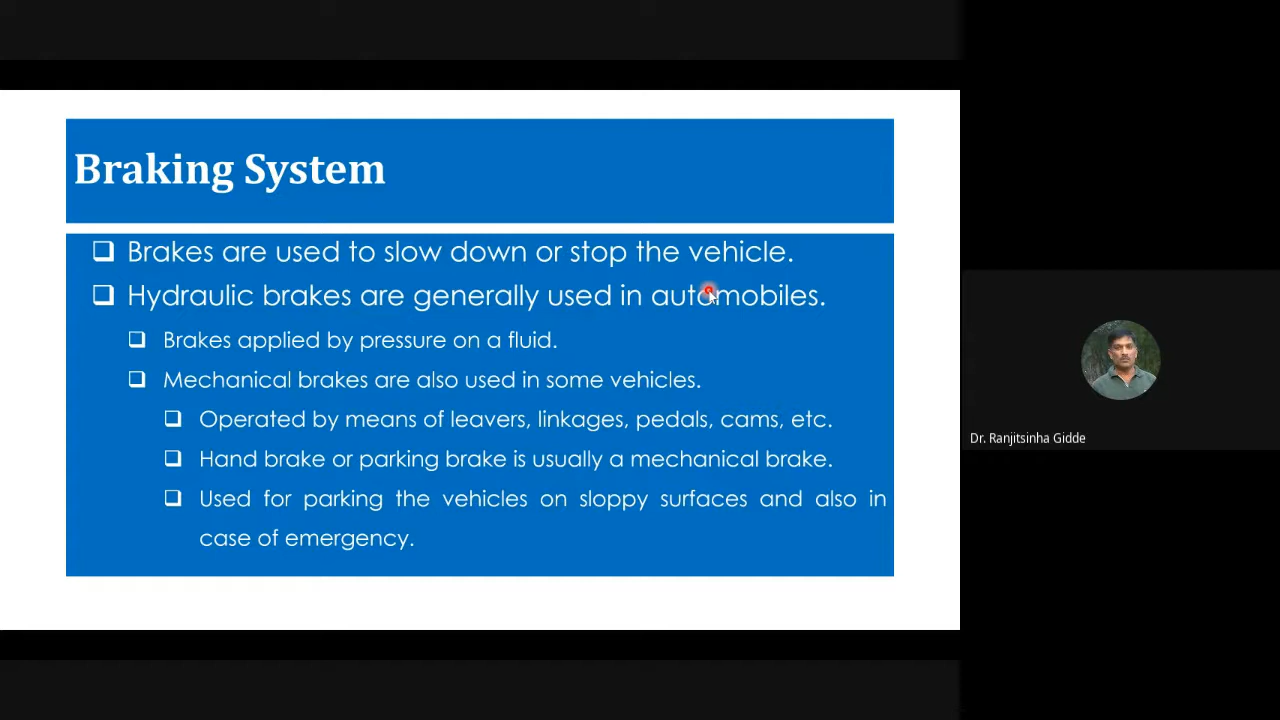 Braking System
Brakes are used to slow down or stop the vehicle.
Hydraulic brakes are generally used in automobiles.
Brakes applied by pressure on a fluid.
Mechanical brakes are also used in some vehicles.
Operated by means of leavers, linkages, pedals, cams, etc.
Hand brake or parking brake is usually a mechanical brake.
Used for parking the vehicles on sloppy surfaces and also in
case of emergency.
Dr. Ranjitsinha Gidde